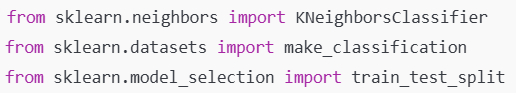 from sklearn.neighbors import KNeighborsClassifier
from sklearn.datasets import make_classification
from sklearn.model_selection import train_test_split